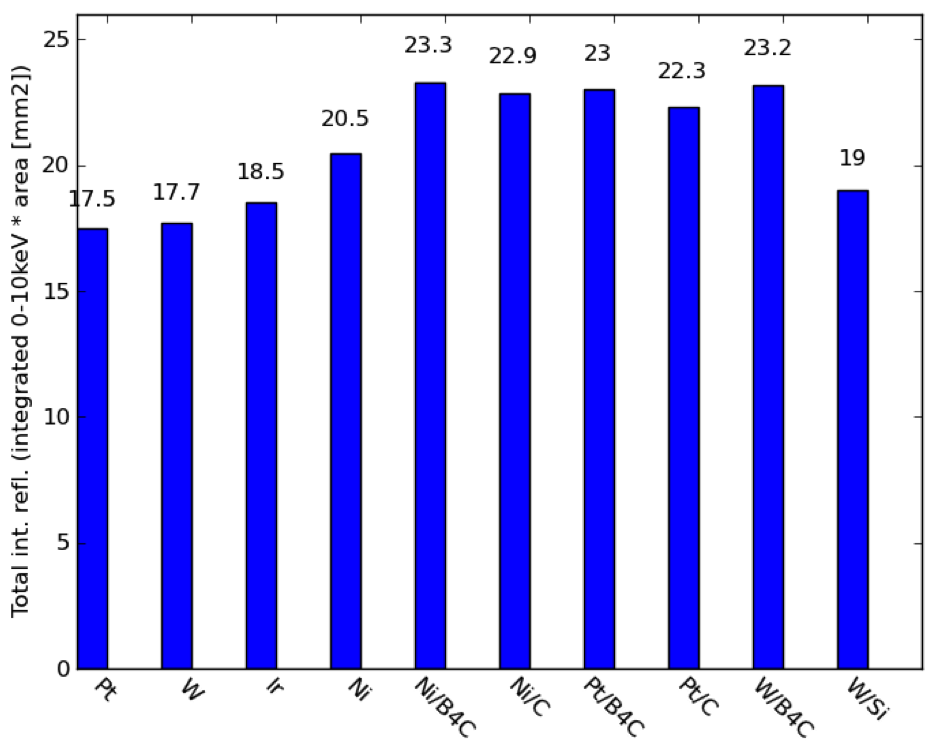 Total int. refl. (integrated 0-10keV * area [mm2])
25
20
15
10
5
0
17.5
17.7
18.5
20.5
23.3
22.9
23
22.3
23.2
19
Pt
W
Ir
Ni
Ni/B4C
Ni/C
Pt/B4C
Pt/C
W/B4C
W/Si